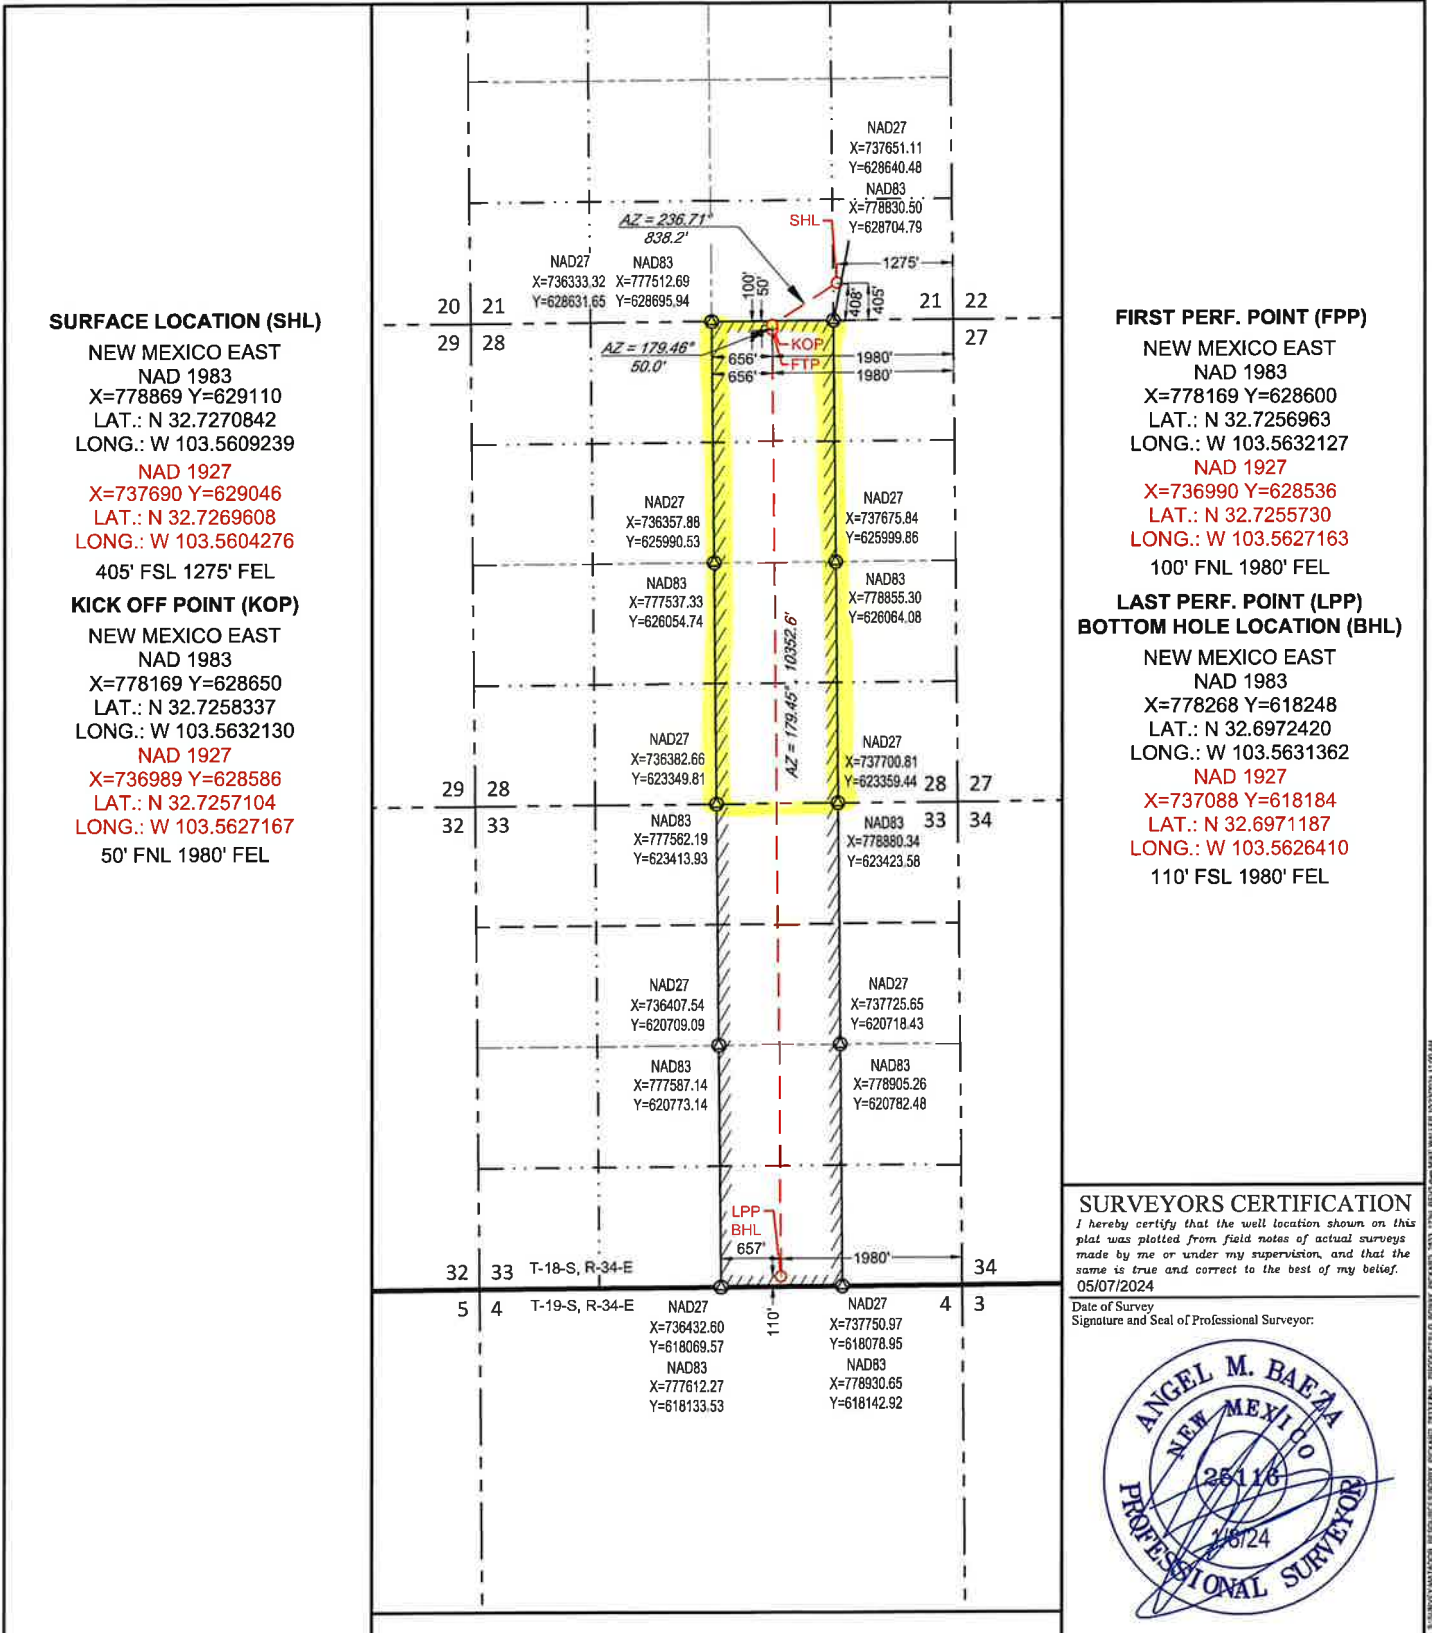 SURFACE LOCATION (SHL)
NEW MEXICO EAST
NAD 1983
X=778869 Y=629110
LAT.: N 32.7270842
LONG.: W 103.5609239
NAD 1927
X=737690 Y=629046
LAT.: N 32.7269608
LONG.: W 103.5604276
405' FSL 1275' FEL
KICK OFF POINT (KOP)
NEW MEXICO EAST
NAD 1983
X=778169 Y=628650
LAT.: N 32.7258337
LONG.: W 103.5632130
NAD 1927
X=736989 Y=628586
LAT.: N 32.7257104
LONG.: W 103.5627167
50' FNL 1980' FEL
NAD27
X=737651.11
Y=628640.48
NAD83
X=778830.50
Y=628704.79
SHL
AZ = 236.71°
838.2'
1275'
NAD27
X=736333.32
Y=628631.65
NAD83
X=777512.69
Y=628695.94
100'
50'
408'
405'
20 21
21 22
29 28
27
AZ = 179.46°
50.0'
KOP
FTP
656'
1980'
656'
1980'
NAD27
X=736357.88
Y=625990.53
NAD27
X=737675.84
Y=625999.86
NAD83
X=777537.33
Y=626054.74
NAD83
X=778855.30
Y=626064.08
AZ = 179.45°, 10352.6'
NAD27
X=736382.66
Y=623349.81
NAD27
X=737700.81
Y=623359.44
29 28
28 27
32 33
33 34
NAD83
X=777562.19
Y=623413.93
NAD83
X=778880.34
Y=623423.58
NAD27
X=736407.54
Y=620709.09
NAD27
X=737725.65
Y=620718.43
NAD83
X=777587.14
Y=620773.14
NAD83
X=778905.26
Y=620782.48
LPP
BHL
657'
1980'
32 33 T-18-S, R-34-E
34
5 4 T-19-S, R-34-E
4 3
110'
NAD27
X=736432.60
Y=618069.57
NAD83
X=777612.27
Y=618133.53
NAD27
X=737750.97
Y=618078.95
NAD83
X=778930.65
Y=618142.92
FIRST PERF. POINT (FPP)
NEW MEXICO EAST
NAD 1983
X=778169 Y=628600
LAT.: N 32.7256963
LONG.: W 103.5632127
NAD 1927
X=736990 Y=628536
LAT.: N 32.7255730
LONG.: W 103.5627163
100' FNL 1980' FEL
LAST PERF. POINT (LPP)
BOTTOM HOLE LOCATION (BHL)
NEW MEXICO EAST
NAD 1983
X=778268 Y=618248
LAT.: N 32.6972420
LONG.: W 103.5631362
NAD 1927
X=737088 Y=618184
LAT.: N 32.6971187
LONG.: W 103.5626410
110' FSL 1980' FEL
SURVEYORS CERTIFICATION
I hereby certify that the well location shown on this
plat was plotted from field notes of actual surveys
made by me or under my supervision, and that the
same is true and correct to the best of my belief.
05/07/2024
Date of Survey
Signature and Seal of Professional Surveyor:
ANGEL M. BAEZA
NEW MEXICO
25116
PROFESSIONAL SURVEYOR